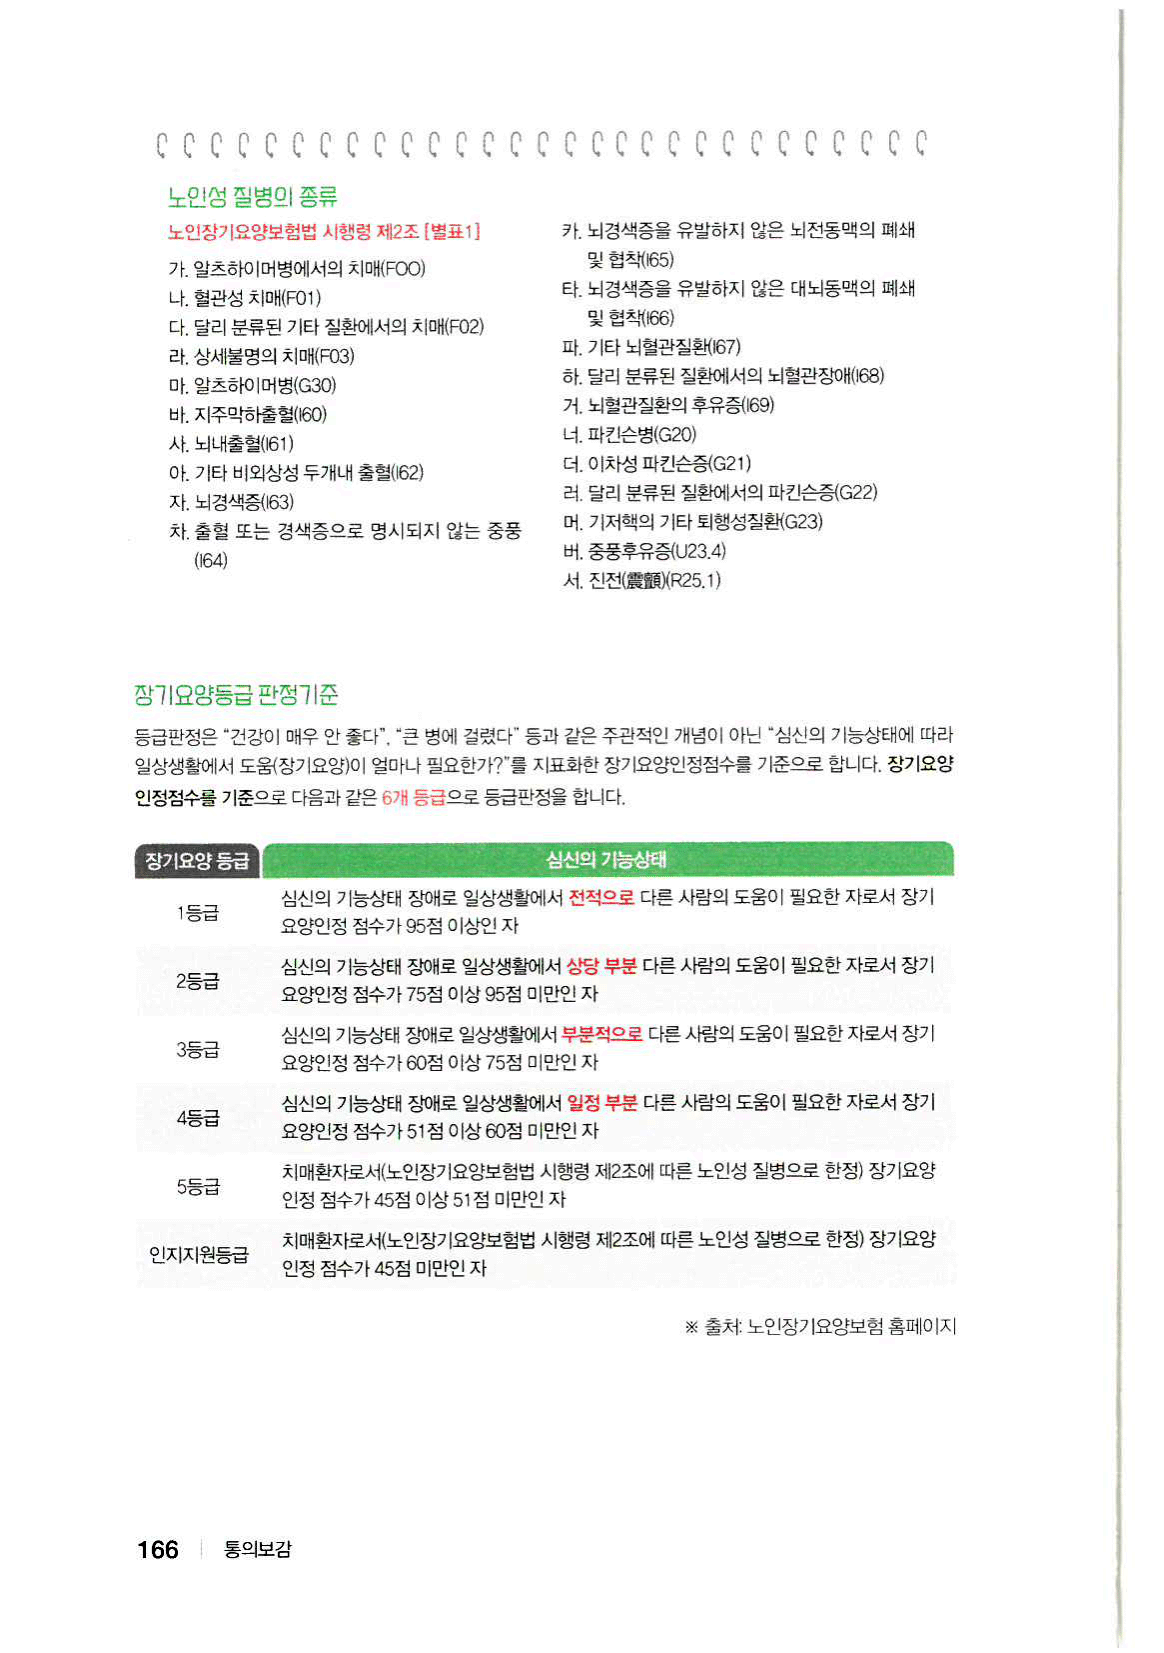 노인성 질병의 종류
노인장기요양보험법 시행령 제2조 [별표1]
가. 알츠하이머병에서의 치매(F00)
나. 혈관성 치매(F01)
다. 달리 분류된 기타 질환에서의 치매(F02)
라. 상세불명의 치매(F03)
마. 알츠하이머병(G30)
바. 지주막하출혈(I60)
사. 뇌내출혈(I61)
아. 기타 비외상성 두개내 출혈(I62)
자. 뇌경색증(I63)
차. 출혈 또는 경색증으로 명시되지 않는 중풍
(I64)
카. 뇌경색증을 유발하지 않은 뇌전동맥의 폐쇄
및 협착(I65)
타. 뇌경색증을 유발하지 않은 대뇌동맥의 폐쇄
및 협착(I66)
파. 기타 뇌혈관질환(I67)
하. 달리 분류된 질환에서의 뇌혈관장애(I68)
거. 뇌혈관질환의 후유증(I69)
너. 파킨슨병(G20)
더. 이차성 파킨슨증(G21)
러. 달리 분류된 질환에서의 파킨슨증(G22)
머. 기저핵의 기타 퇴행성질환(G23)
버. 중풍후유증(U23.4)
서. 진전(震顫)(R25.1)
장기요양등급 판정기준
등급판정은 “건강이 매우 안 좋다”, “큰 병에 걸렸다” 등과 같은 주관적인 개념이 아닌 “심신의 기능상태에 따라
일상생활에서 도움(장기요양)이 얼마나 필요한가?”를 지표화한 장기요양인정점수를 기준으로 합니다. 장기요양
인정점수를 기준으로 다음과 같은 6개 등급으로 등급판정을 합니다.
장기요양 등급 심신의 기능상태
1등급 심신의 기능상태 장애로 일상생활에서 전적으로 다른 사람의 도움이 필요한 자로서 장기
요양인정 점수가 95점 이상인 자
2등급 심신의 기능상태 장애로 일상생활에서 상당 부분 다른 사람의 도움이 필요한 자로서 장기
요양인정 점수가 75점 이상 95점 미만인 자
3등급 심신의 기능상태 장애로 일상생활에서 부분적으로 다른 사람의 도움이 필요한 자로서 장기
요양인정 점수가 60점 이상 75점 미만인 자
4등급 심신의 기능상태 장애로 일상생활에서 일정 부분 다른 사람의 도움이 필요한 자로서 장기
요양인정 점수가 51점 이상 60점 미만인 자
5등급 치매환자로서(노인장기요양보험법 시행령 제2조에 따른 노인성 질병으로 한정) 장기요양
인정 점수가 45점 이상 51점 미만인 자
인지지원등급 치매환자로서(노인장기요양보험법 시행령 제2조에 따른 노인성 질병으로 한정) 장기요양
인정 점수가 45점 미만인 자
※ 출처: 노인장기요양보험 홈페이지
166 통의보감